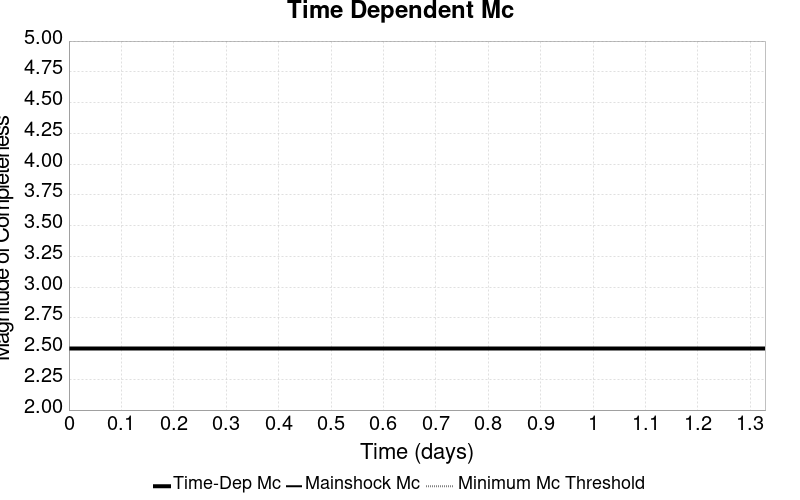 Time Dependent Mc
Magnitude of Completeness
5.00
4.75
4.50
4.25
4.00
3.75
3.50
3.25
3.00
2.75
2.50
2.25
2.00
0 0.1 0.2 0.3 0.4 0.5 0.6 0.7 0.8 0.9 1 1.1 1.2 1.3
Time (days)
Time-Dep Mc Mainshock Mc Minimum Mc Threshold